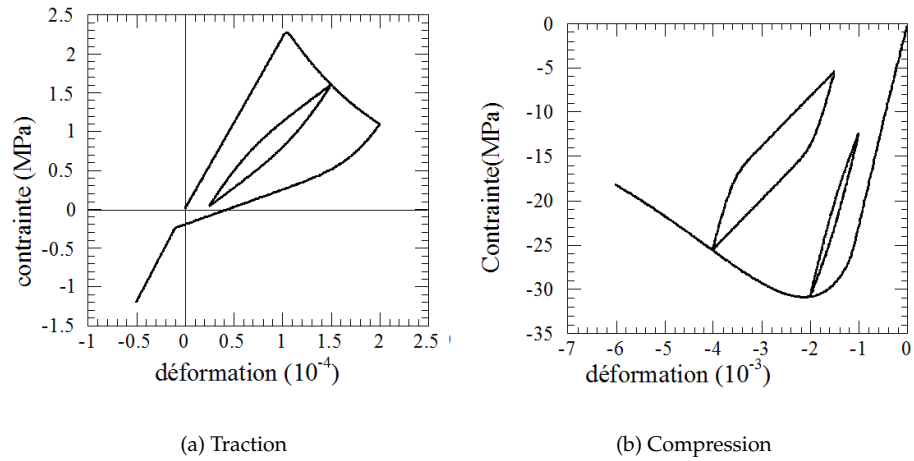 2.5
2
1.5
1
0.5
0
-0.5
-1
-1.5
-1 -0.5 0 0.5 1 1.5 2 2.5
contrainte (MPa)
déformation (10-4)
(a) Traction
0
-5
-10
-15
-20
-25
-30
-35
-7 -6 -5 -4 -3 -2 -1 0
Contrainte(MPa)
déformation (10-3)
(b) Compression